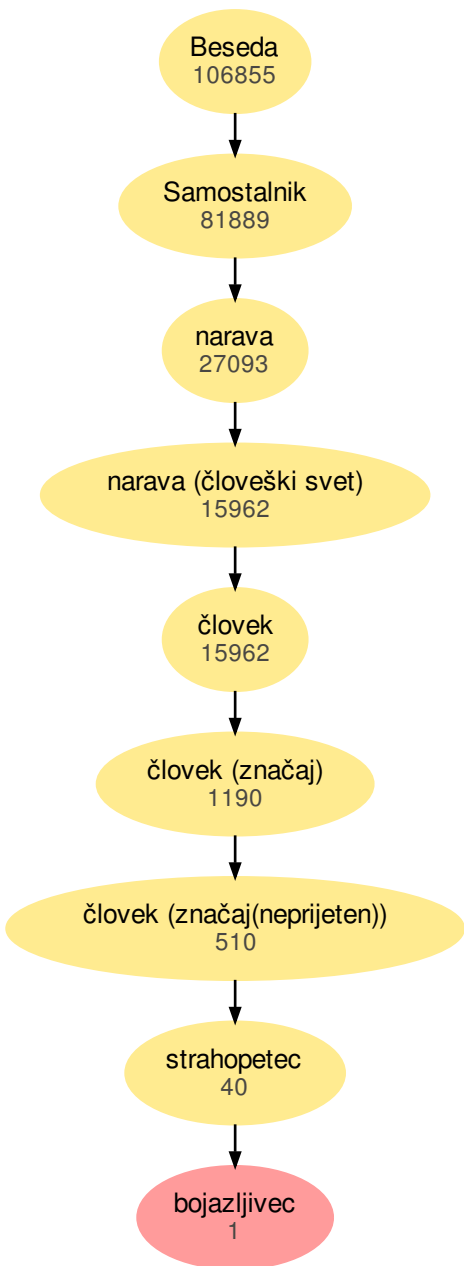 Beseda
106855
Samostalnik
81889
narava
27093
narava (človeški svet)
15962
človek
15962
človek (značaj)
1190
človek (značaj(neprijeten))
510
strahopetec
40
bojazljivec
1